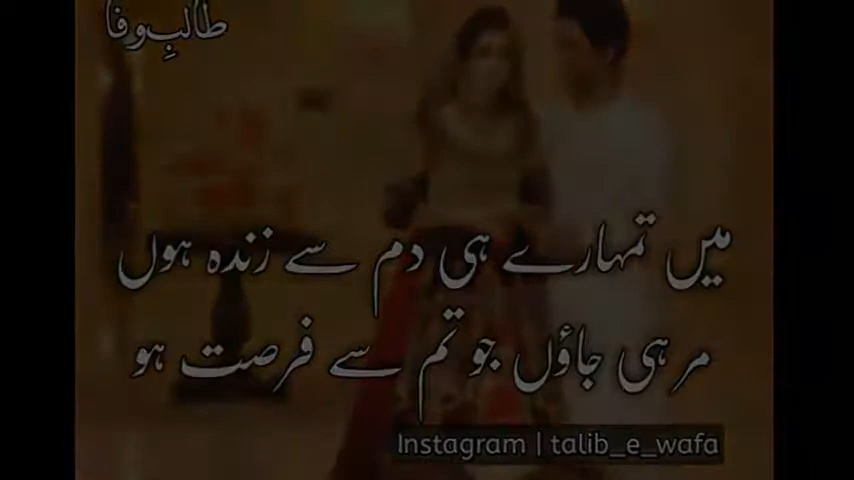 طالبِ وفا
میں تمہارے ہی دم سے زندہ ہوں
مر ہی جاؤں جو تم سے فرصت ہو
Instagram | talib_e_wafa